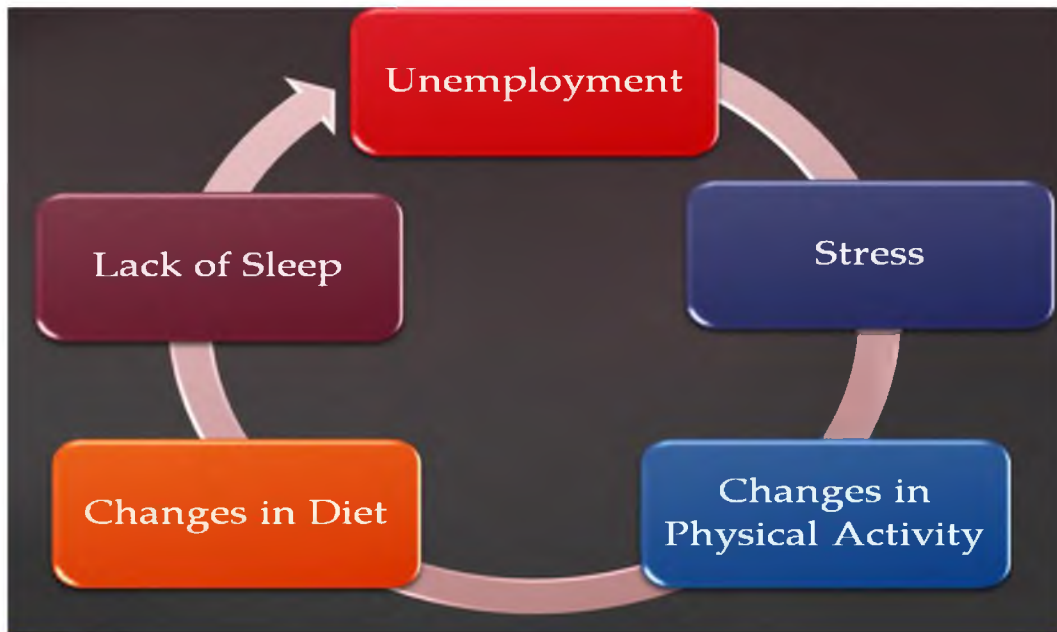 Unemployment
Stress
Changes in
Physical Activity
Changes in Diet
Lack of Sleep